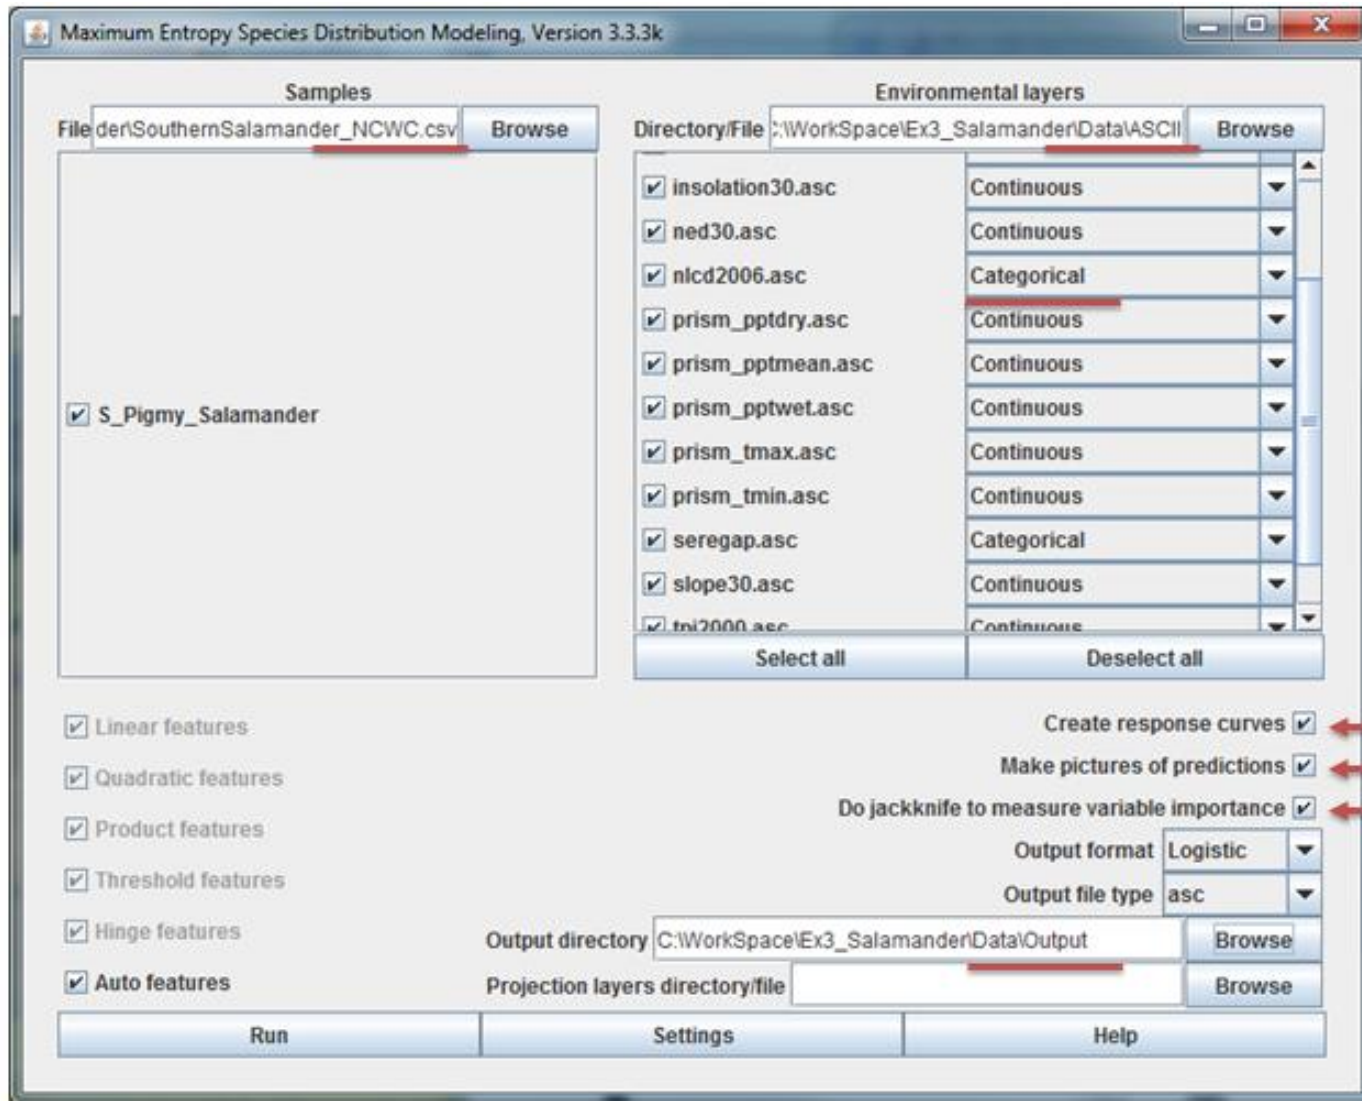 Maximum Entropy Species Distribution Modeling, Version 3.3.3k
Samples
File der\SouthernSalamander_NCWC.csv Browse
S_Pigmy_Salamander
Environmental layers
Directory/File :\WorkSpace\Ex3_Salamander\Data\ASCII Browse
insolation30.asc Continuous
ned30.asc Continuous
nlcd2006.asc Categorical
prism_pptdry.asc Continuous
prism_pptmean.asc Continuous
prism_pptwet.asc Continuous
prism_tmax.asc Continuous
prism_tmin.asc Continuous
seregap.asc Categorical
slope30.asc Continuous
tpi2000.asc Continuous
Select all Deselect all
Linear features
Quadratic features
Product features
Threshold features
Hinge features
Auto features
Create response curves
Make pictures of predictions
Do jackknife to measure variable importance
Output format Logistic
Output file type asc
Output directory C:\WorkSpace\Ex3_Salamander\Data\Output Browse
Projection layers directory/file Browse
Run Settings Help